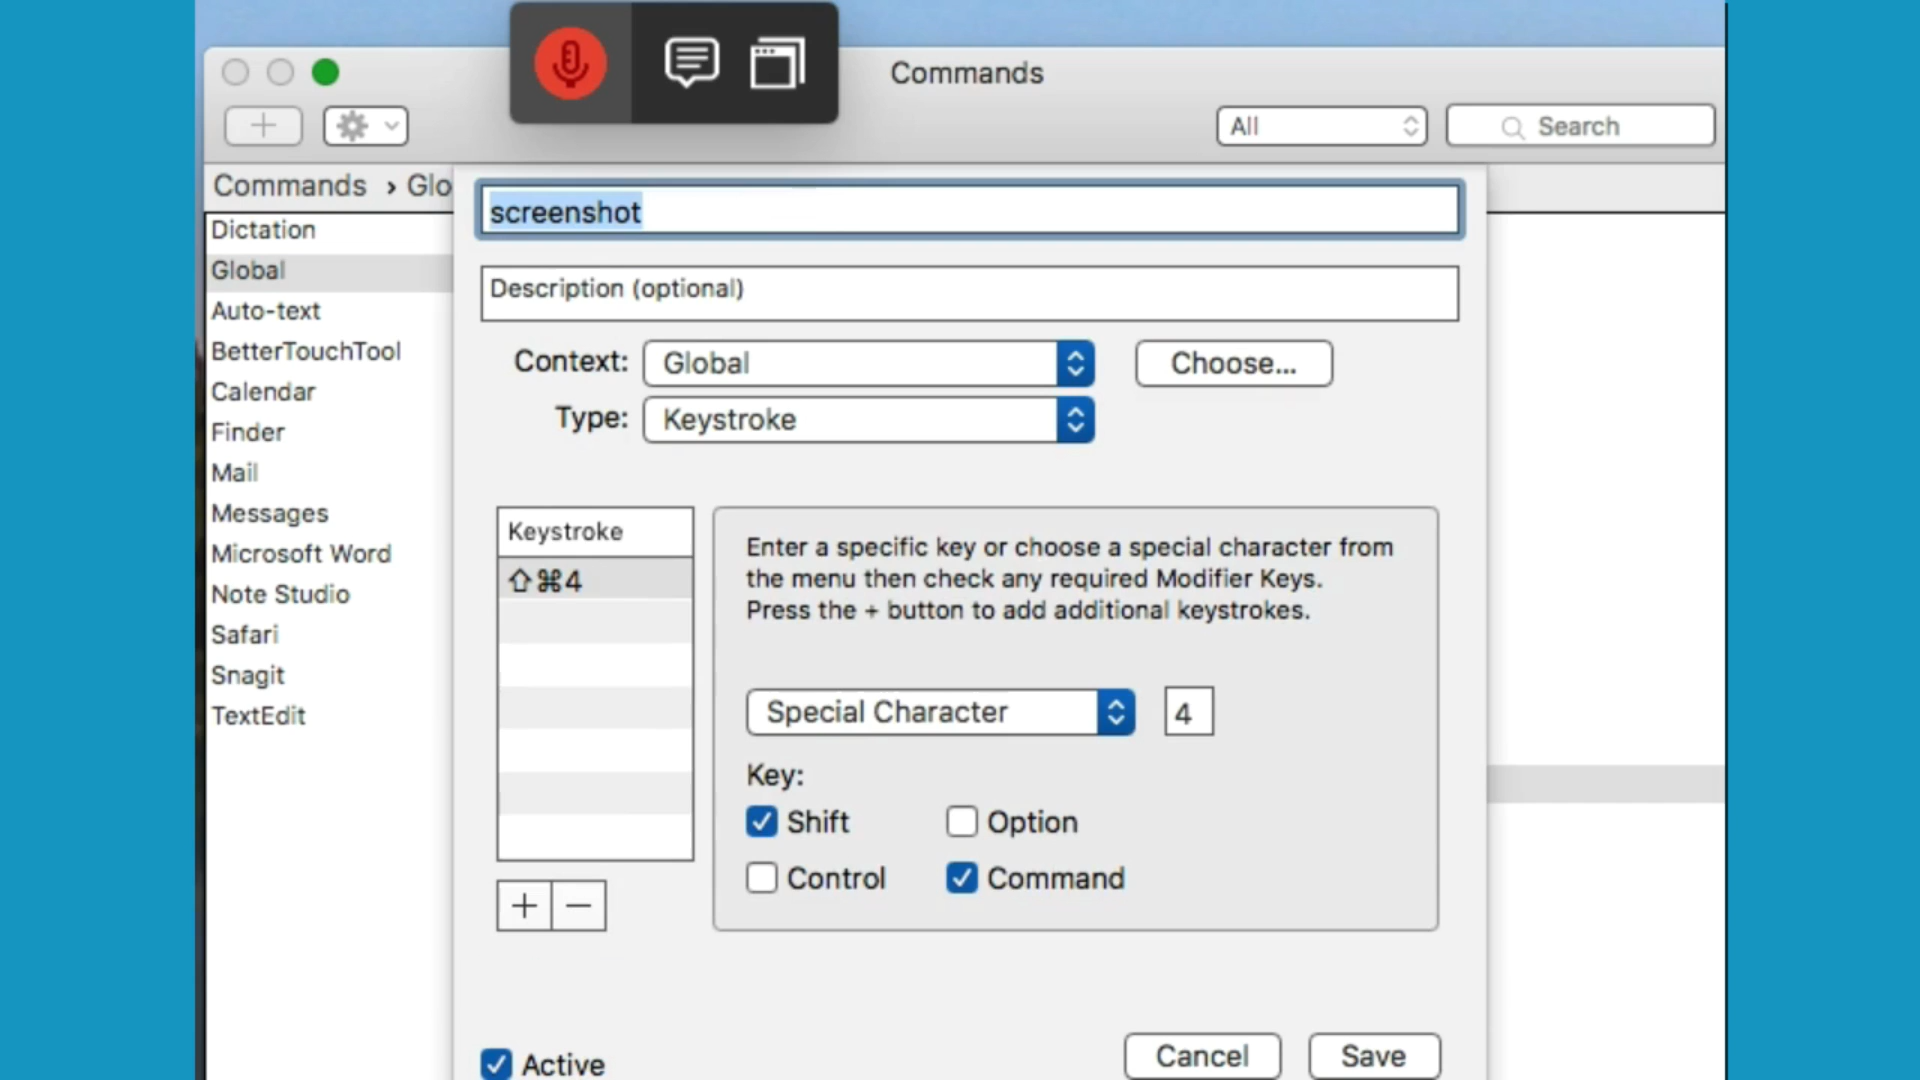 Commands
All
Search
Commands › Glo
screenshot
Dictation
Global
Auto-text
BetterTouchTool
Calendar
Finder
Mail
Messages
Microsoft Word
Note Studio
Safari
Snagit
TextEdit
Description (optional)
Context: Global Choose...
Type: Keystroke
Keystroke
⇧⌘4
Enter a specific key or choose a special character from
the menu then check any required Modifier Keys.
Press the + button to add additional keystrokes.
Special Character 4
Key:
Shift Option
Control Command
Active
Cancel Save